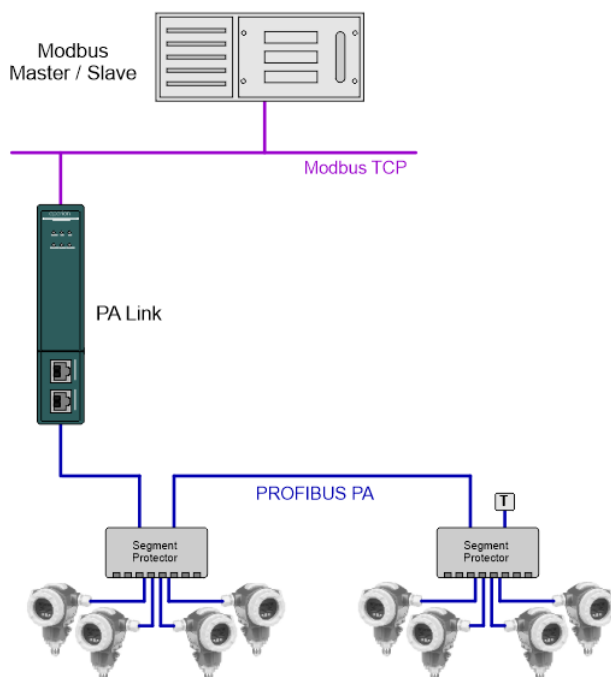 Modbus
Master / Slave
Modbus TCP
PA Link
PROFIBUS PA
T
Segment
Protector
Segment
Protector